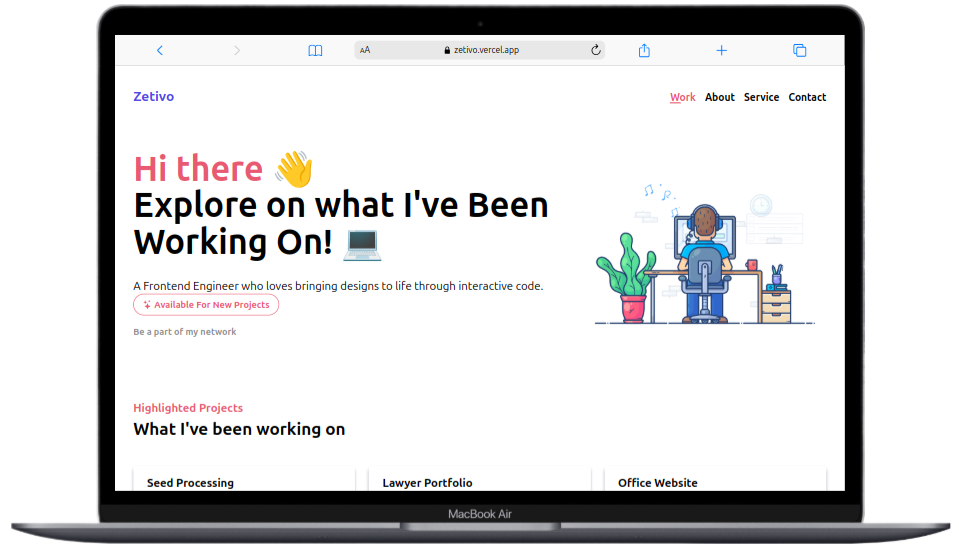 AA
zetivo.vercel.app
Zetivo
Work About Service Contact
Hi there 👋
Explore on what I've Been
Working On! 💻
A Frontend Engineer who loves bringing designs to life through interactive code.
Available For New Projects
Be a part of my network
Highlighted Projects
What I've been working on
Seed Processing
Lawyer Portfolio
Office Website
MacBook Air